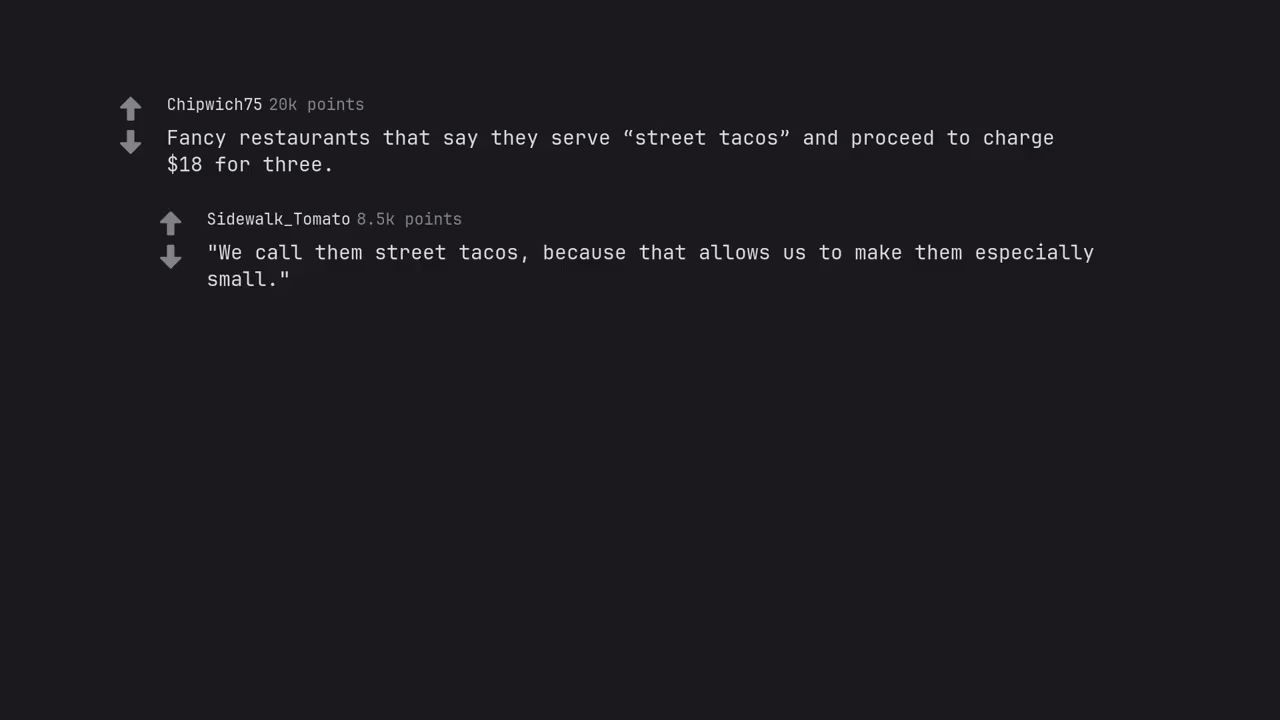 Chipwich75 20k points
Fancy restaurants that say they serve “street tacos” and proceed to charge
$18 for three.
Sidewalk_Tomato 8.5k points
"We call them street tacos, because that allows us to make them especially
small."